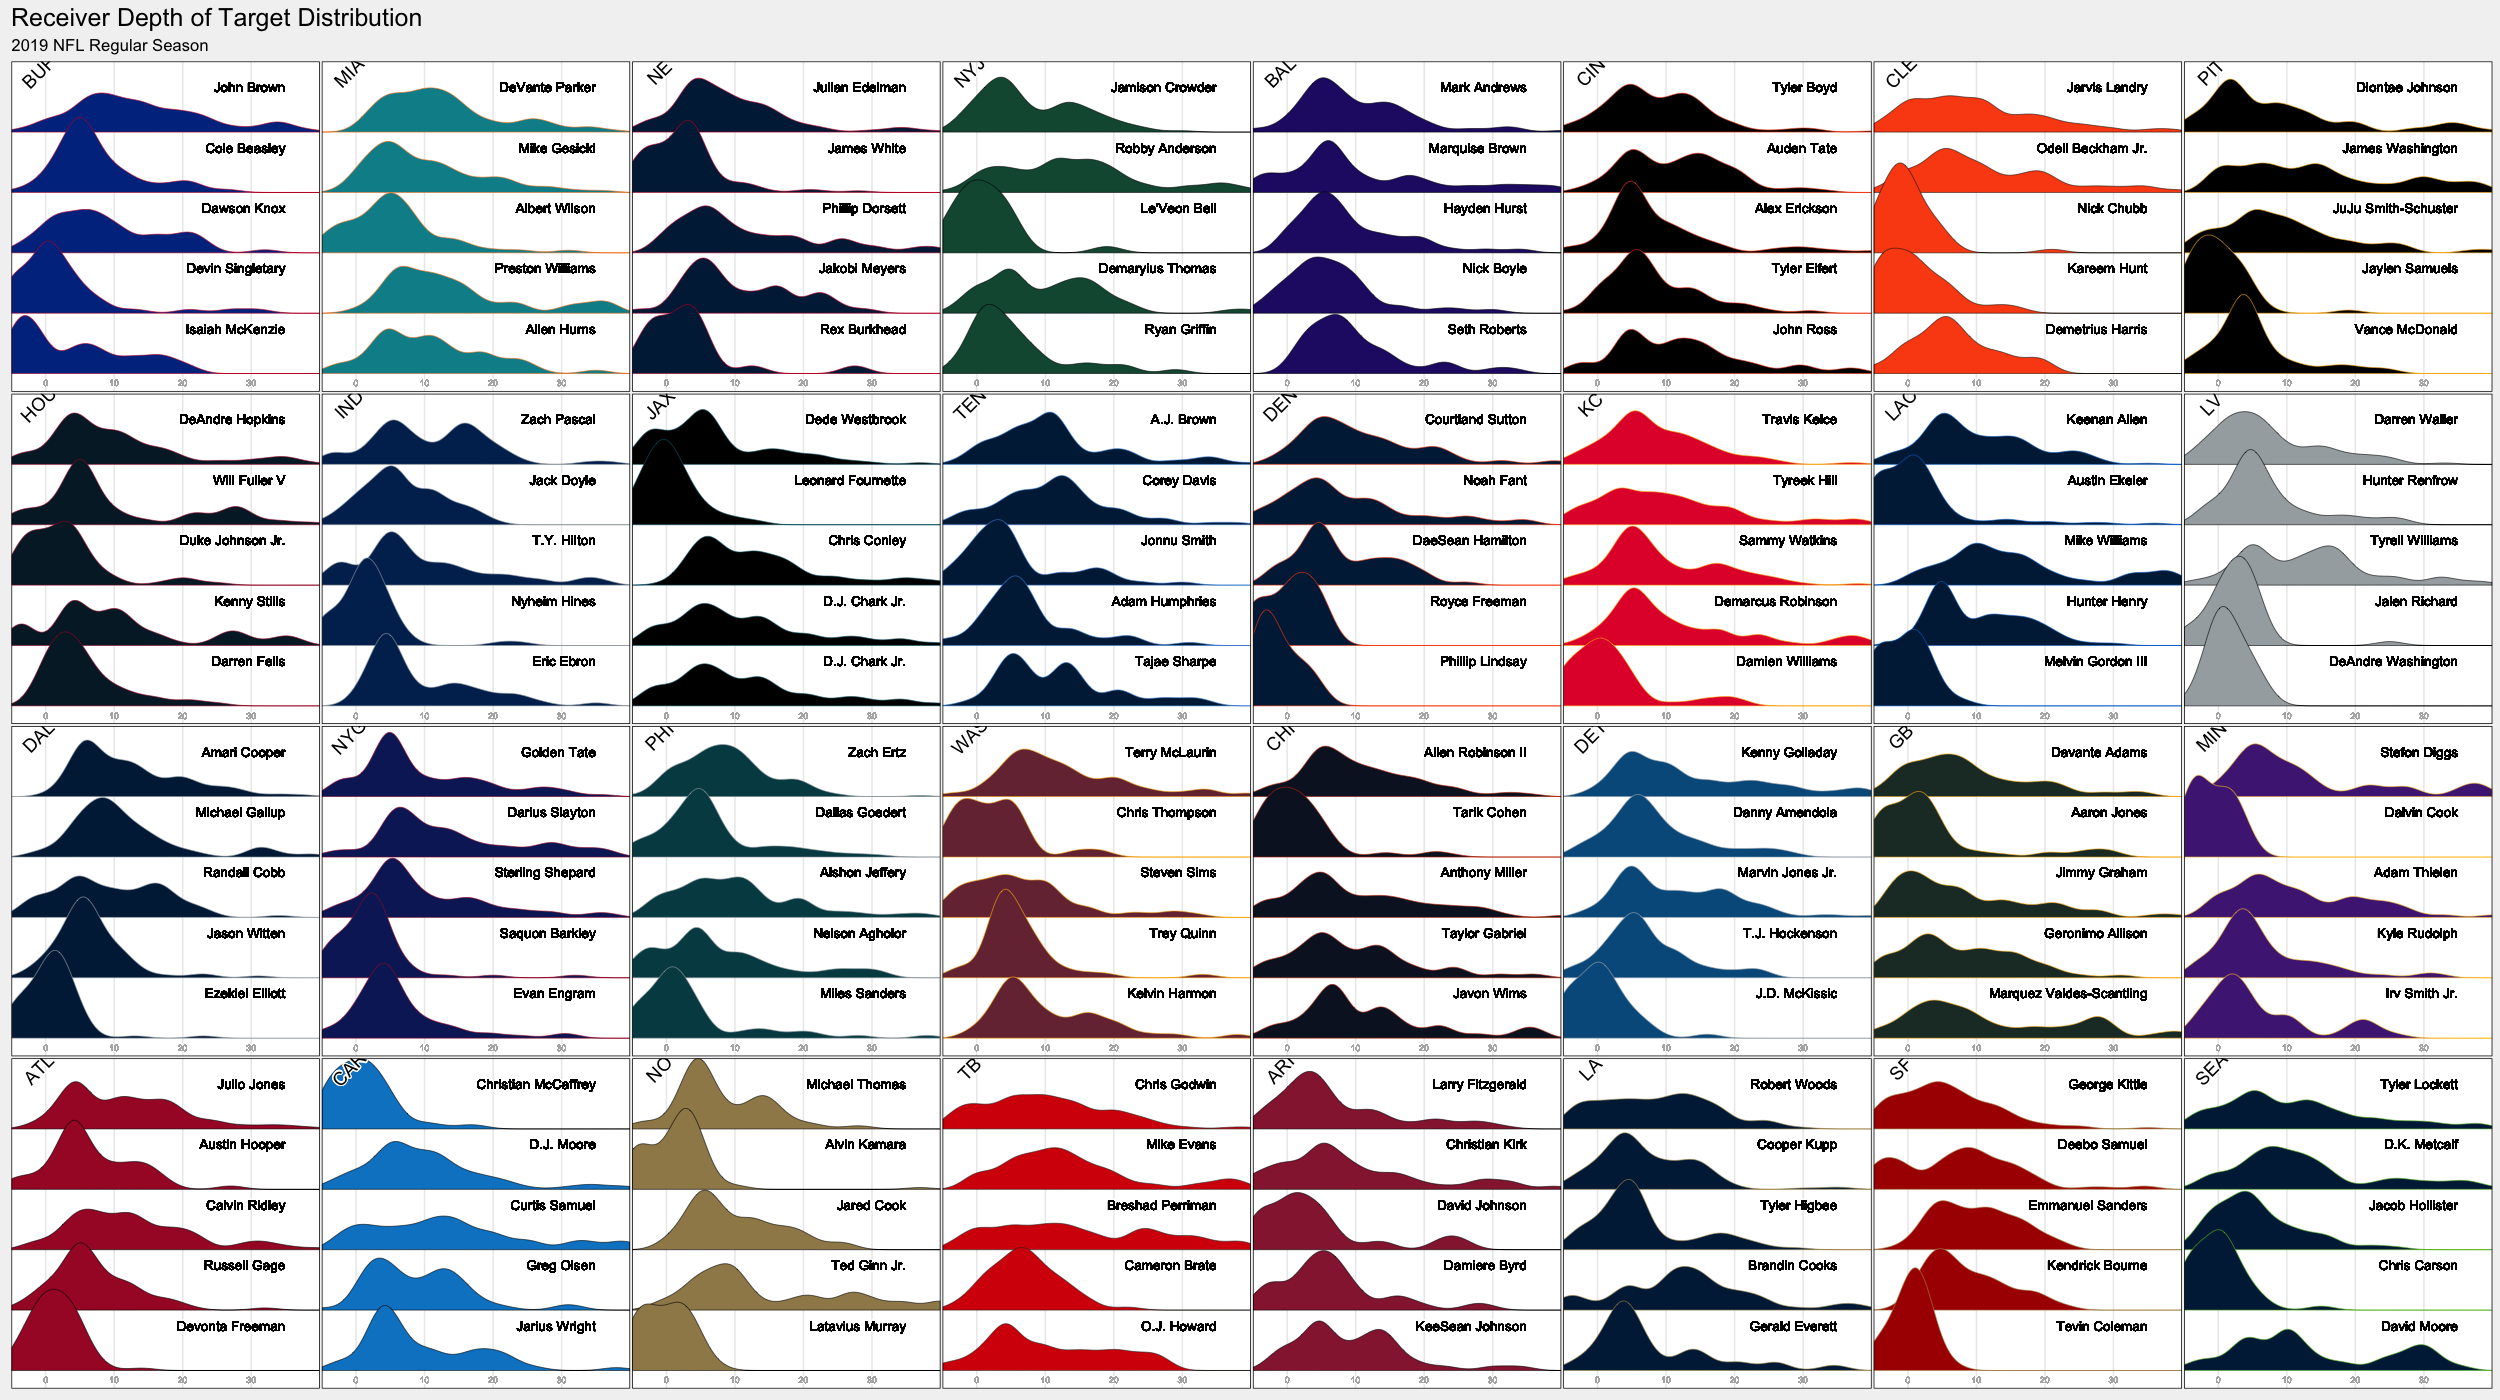 Receiver Depth of Target Distribution
2019 NFL Regular Season
BUF
John Brown
Cole Beasley
Dawson Knox
Devin Singletary
Isaiah McKenzie
0 10 20 30
MIA
DeVante Parker
Mike Gesicki
Albert Wilson
Preston Williams
Allen Hurns
0 10 20 30
NE
Julian Edelman
James White
Phillip Dorsett
Jakobi Meyers
Rex Burkhead
0 10 20 30
NYJ
Jamison Crowder
Robby Anderson
Le'Veon Bell
Demaryius Thomas
Ryan Griffin
0 10 20 30
BAL
Mark Andrews
Marquise Brown
Hayden Hurst
Nick Boyle
Seth Roberts
0 10 20 30
CIN
Tyler Boyd
Auden Tate
Alex Erickson
Tyler Eifert
John Ross
0 10 20 30
CLE
Jarvis Landry
Odell Beckham Jr.
Nick Chubb
Kareem Hunt
Demetrius Harris
0 10 20 30
PIT
Diontae Johnson
James Washington
JuJu Smith-Schuster
Jaylen Samuels
Vance McDonald
0 10 20 30
HOU
DeAndre Hopkins
Will Fuller V
Duke Johnson Jr.
Kenny Stills
Darren Fells
0 10 20 30
IND
Zach Pascal
Jack Doyle
T.Y. Hilton
Nyheim Hines
Eric Ebron
0 10 20 30
JAX
Dede Westbrook
Leonard Fournette
Chris Conley
D.J. Chark Jr.
D.J. Chark Jr.
0 10 20 30
TEN
A.J. Brown
Corey Davis
Jonnu Smith
Adam Humphries
Tajae Sharpe
0 10 20 30
DEN
Courtland Sutton
Noah Fant
DaeSean Hamilton
Royce Freeman
Phillip Lindsay
0 10 20 30
KC
Travis Kelce
Tyreek Hill
Sammy Watkins
Demarcus Robinson
Damien Williams
0 10 20 30
LAC
Keenan Allen
Austin Ekeler
Mike Williams
Hunter Henry
Melvin Gordon III
0 10 20 30
LV
Darren Waller
Hunter Renfrow
Tyrell Williams
Jalen Richard
DeAndre Washington
0 10 20 30
DAL
Amari Cooper
Michael Gallup
Randall Cobb
Jason Witten
Ezekiel Elliott
0 10 20 30
NYG
Golden Tate
Darius Slayton
Sterling Shepard
Saquon Barkley
Evan Engram
0 10 20 30
PHI
Zach Ertz
Dallas Goedert
Alshon Jeffery
Nelson Agholor
Miles Sanders
0 10 20 30
WAS
Terry McLaurin
Chris Thompson
Steven Sims
Trey Quinn
Kelvin Harmon
0 10 20 30
CHI
Allen Robinson II
Tarik Cohen
Anthony Miller
Taylor Gabriel
Javon Wims
0 10 20 30
DET
Kenny Golladay
Danny Amendola
Marvin Jones Jr.
T.J. Hockenson
J.D. McKissic
0 10 20 30
GB
Davante Adams
Aaron Jones
Jimmy Graham
Geronimo Allison
Marquez Valdes-Scantling
0 10 20 30
MIN
Stefon Diggs
Dalvin Cook
Adam Thielen
Kyle Rudolph
Irv Smith Jr.
0 10 20 30
ATL
Julio Jones
Austin Hooper
Calvin Ridley
Russell Gage
Devonta Freeman
0 10 20 30
CAR
Christian McCaffrey
D.J. Moore
Curtis Samuel
Greg Olsen
Jarius Wright
0 10 20 30
NO
Michael Thomas
Alvin Kamara
Jared Cook
Ted Ginn Jr.
Latavius Murray
0 10 20 30
TB
Chris Godwin
Mike Evans
Breshad Perriman
Cameron Brate
O.J. Howard
0 10 20 30
ARI
Larry Fitzgerald
Christian Kirk
David Johnson
Damiere Byrd
KeeSean Johnson
0 10 20 30
LA
Robert Woods
Cooper Kupp
Tyler Higbee
Brandin Cooks
Gerald Everett
0 10 20 30
SF
George Kittle
Deebo Samuel
Emmanuel Sanders
Kendrick Bourne
Tevin Coleman
0 10 20 30
SEA
Tyler Lockett
D.K. Metcalf
Jacob Hollister
Chris Carson
David Moore
0 10 20 30